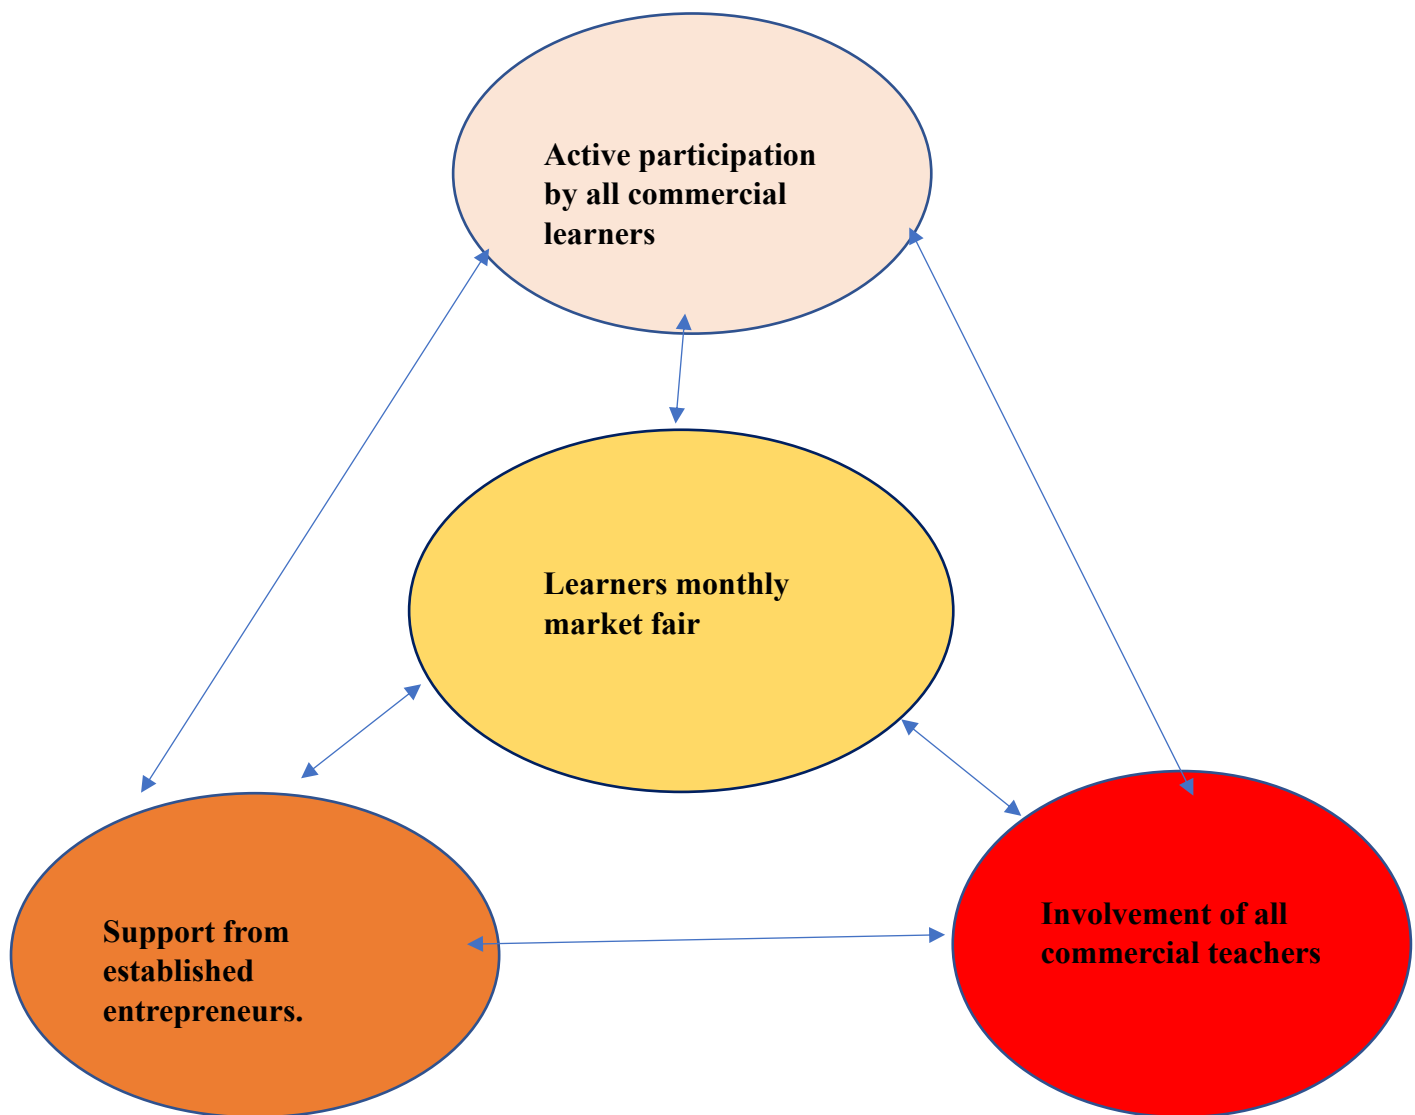 Active participation
by all commercial
learners
Learners monthly
market fair
Support from
established
entrepreneurs.
Involvement of all
commercial teachers